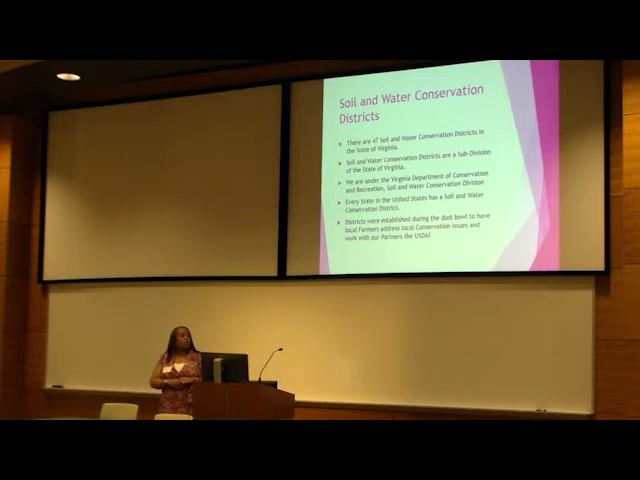 Soil and Water Conservation
Districts
There are 47 Soil and Water Conservation Districts in
the State of Virginia.
Soil and Water Conservation Districts are a Sub-Division
of the State of Virginia.
We are under the Virginia Department of Conservation
and Recreation, Soil and Water Conservation Division
Every State in the United States has a Soil and Water
Conservation District.
Districts were established during the dust bowl to have
local Farmers address local Conservation issues and
work with our Partners the USDA!